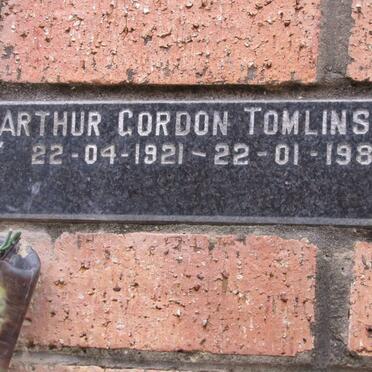 ARTHUR GORDON TOMLINS
22-04-1921 - 22-01-198